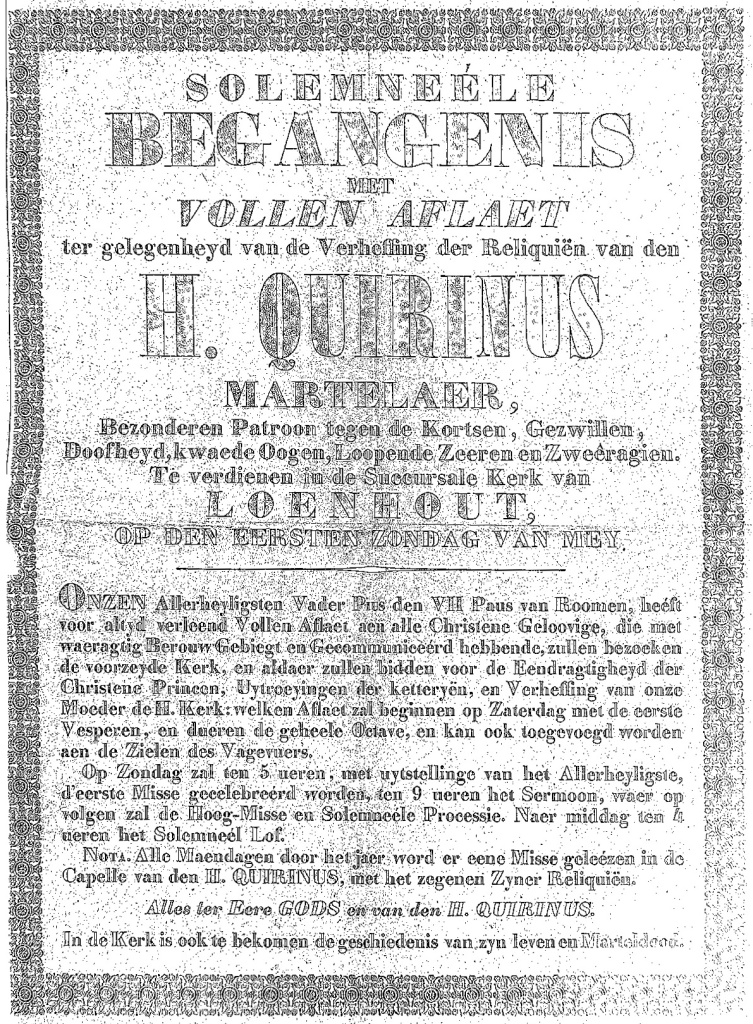 SOLEMNEÉLE
BEGANGENIS
MET
VOLLEN AFLAET
ter gelegenheyd van de Verheffing der Reliquiën van den
H. QUIRINUS
MARTELAER,
Bezonderen Patroon tegen de Kortsen, Gezwillen,
Doofheyd, kwaede Oogen, Loopende Zeeren en Zweéragien.
Te verdienen in de Succursale Kerk van
LOENHOUT,
OP DEN EERSTEN ZONDAG VAN MEY.
ONZEN Allerheyligsten Vader Pius den VII Paus van Roomen, heéft
voor altyd verleend Vollen Aflaet aen alle Christene Geloovige, die met
waeragtig Berouw Gebiegt en Gecommuniceérd hebbende, zullen bezoeken
de voorzeyde Kerk, en aldaer zullen bidden voor de Eendragtigheyd der
Christene Princen, Uytroeyingen der ketteryën, en Verheffing van onze
Moeder de H. Kerk: welken Aflaet zal beginnen op Zaterdag met de eerste
Vesperen, en dueren de geheele Octave, en kan ook toegevoegd worden
aen de Zielen des Vagevuers.
Op Zondag zal ten 5 ueren, met uytstellinge van het Allerheyligste,
d'eerste Misse gecelebreérd worden, ten 9 ueren het Sermoon, waer op
volgen zal de Hoog-Misse en Solemneéle Processie. Naer middag ten 4
ueren het Solemneél Lof.
NOTA. Alle Maendagen door het jaer word er eene Misse geleézen in de
Capelle van den H. QUIRINUS, met het zegenen Zyner Reliquiën.
Alles ter Eere GODS en van den H. QUIRINUS.
In de Kerk is ook te bekomen de geschiedenis van zyn leven en Marteldood.